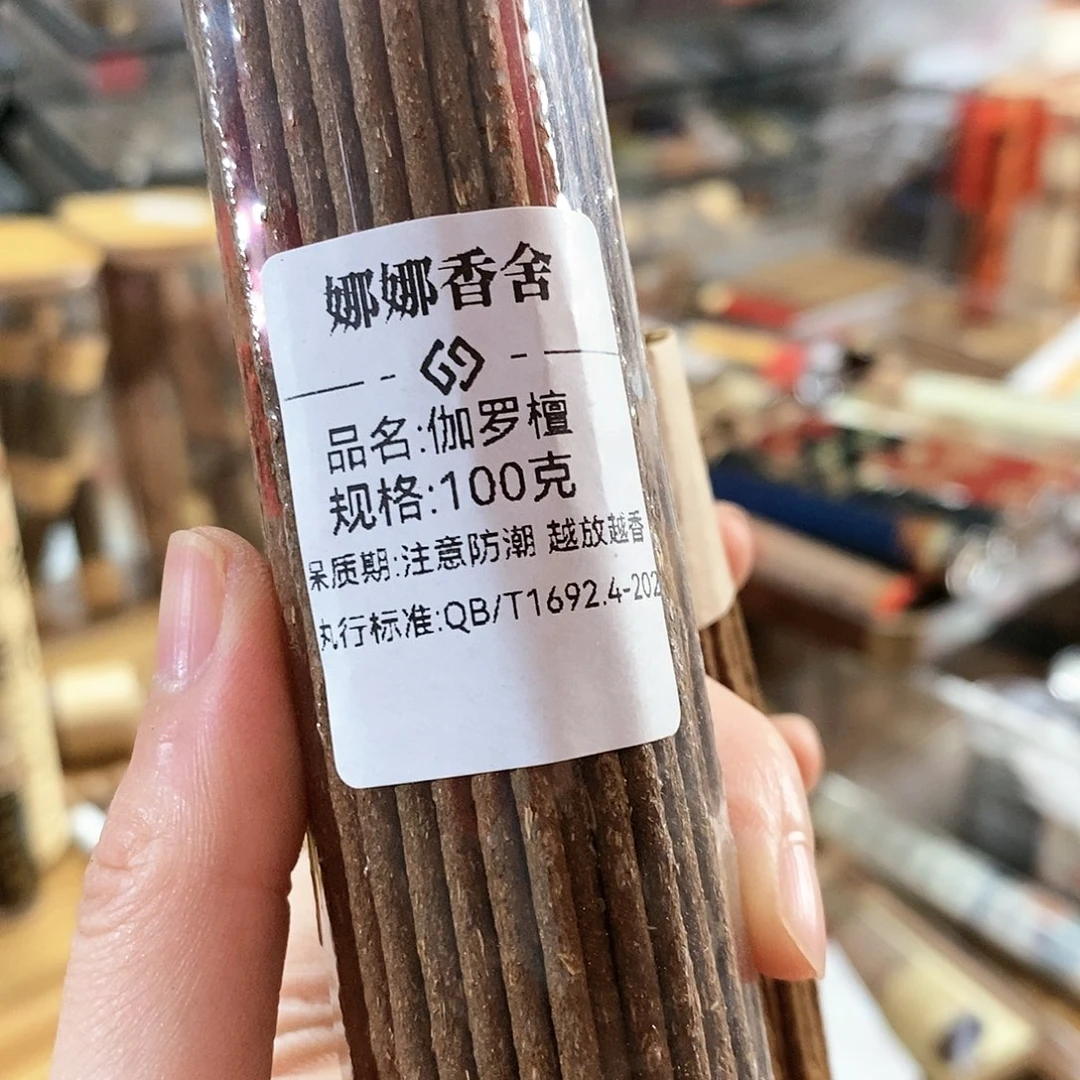 娜娜香舍
品名:伽罗檀
规格:100克
保质期:注意防潮 越放越香
执行标准:QB/T1692.4-202